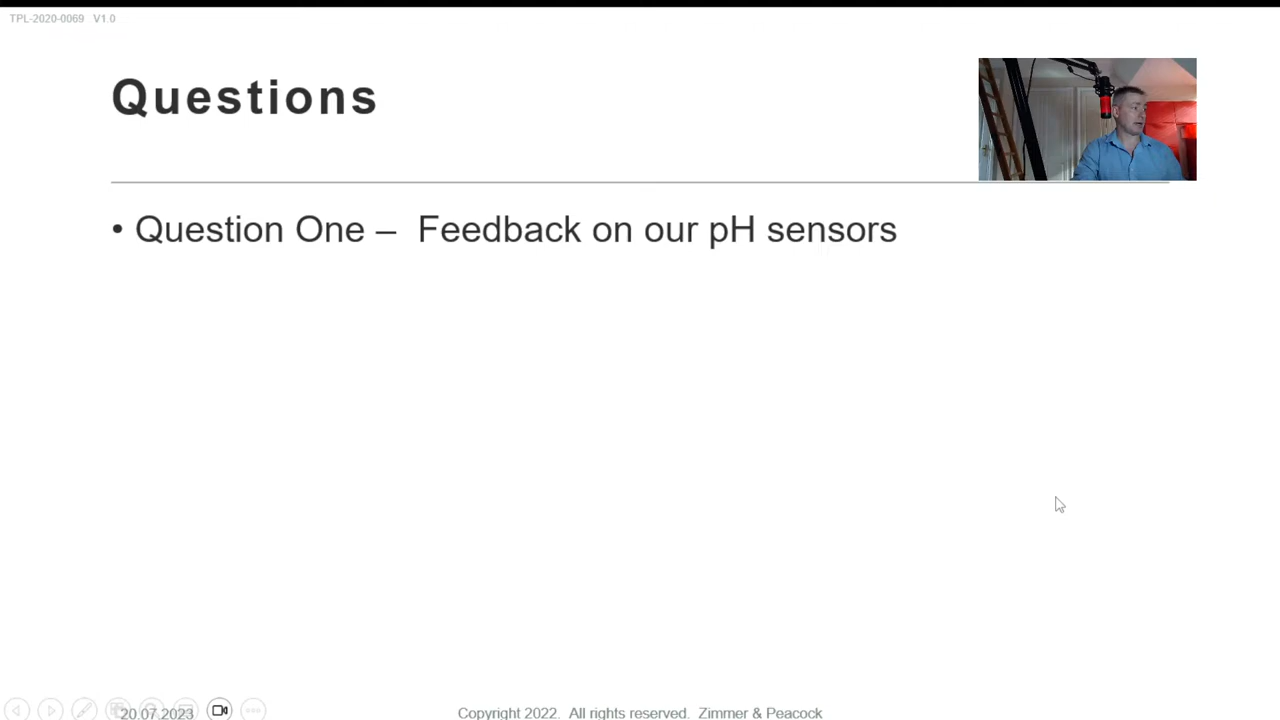 TPL-2020-0069 V1.0
Questions
• Question One – Feedback on our pH sensors
20.07.2023
Copyright 2022. All rights reserved. Zimmer & Peacock